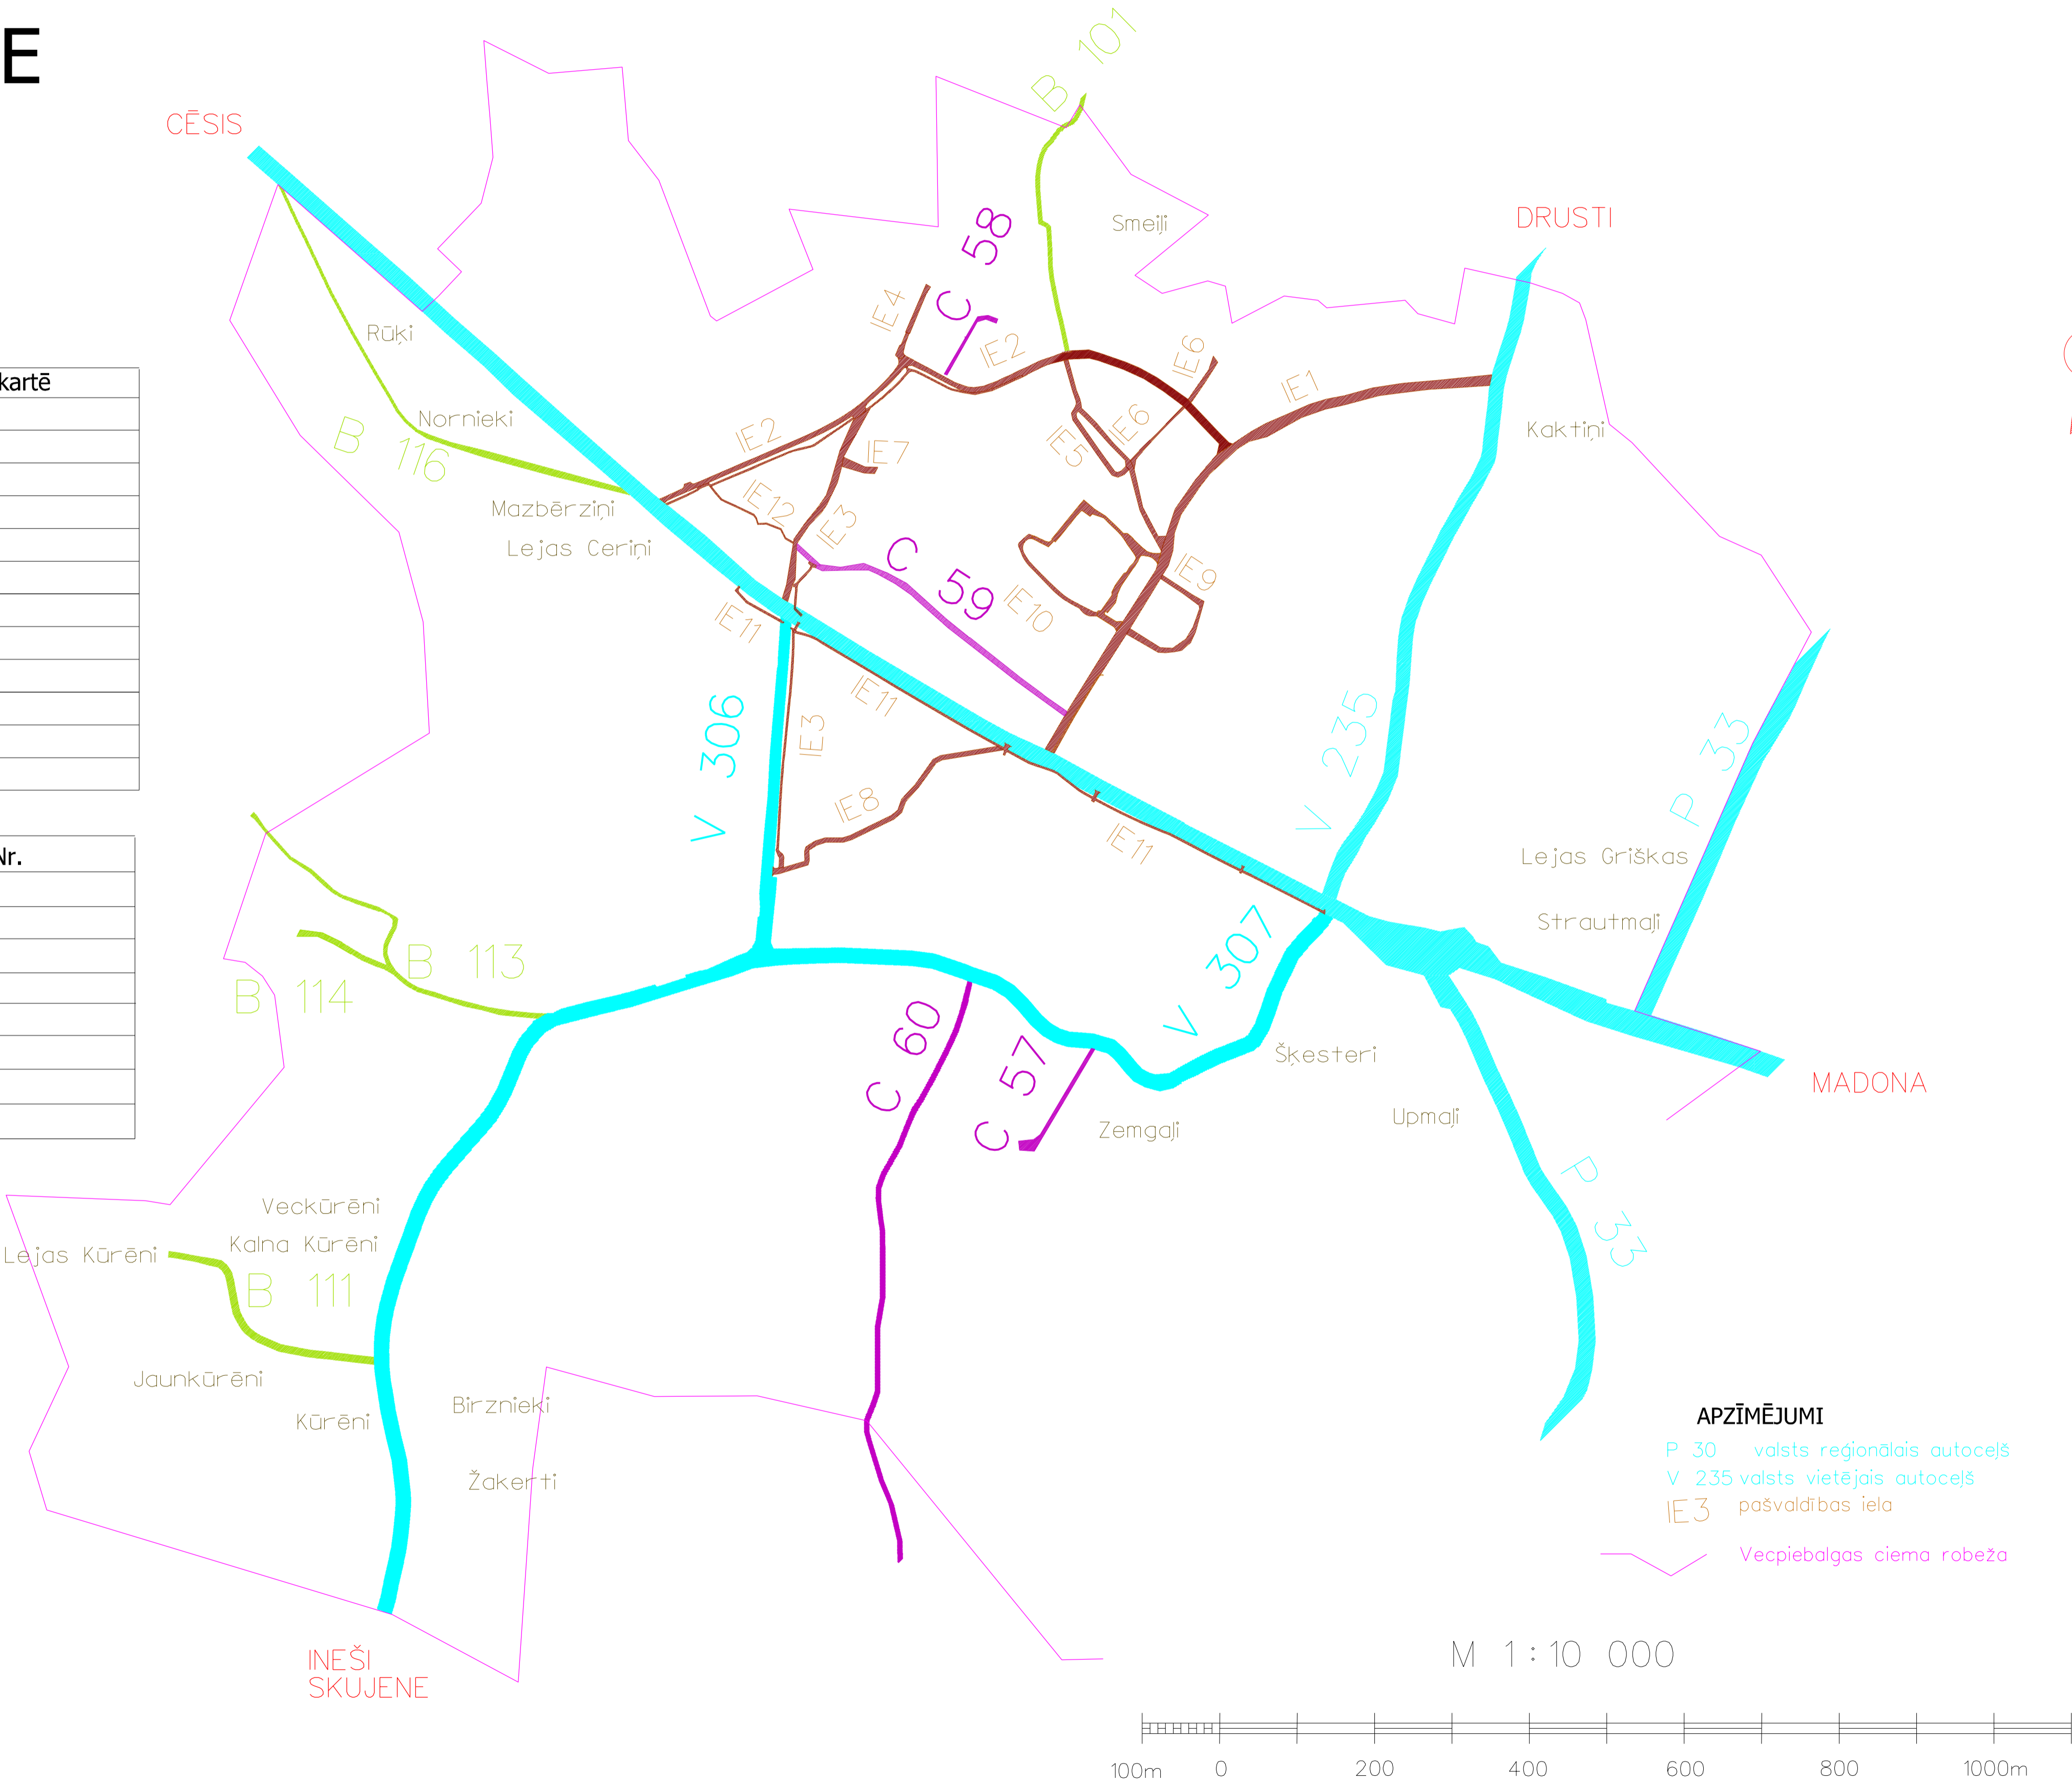 E
CĒSIS
B 101
DRUSTI
Smeiļi
C 58
IE4
IE2
IE6
IE1
Rūķi
kartē
Nornieki
B 116
IE2
IE7
IE5
IE6
Kaktiņi
Mazbērziņi
IE12
IE3
Lejas Ceriņi
C 59
IE9
IE10
IE11
IE11
V 306
IE3
V 235
P 33
IE8
IE11
Nr.
Lejas Griškas
Strautmaļi
B 113
B 114
V 307
C 60
C 57
Šķesteri
MADONA
Zemgaļi
Upmaļi
P 33
Veckūrēni
Kalna Kūrēni
Lejas Kūrēni
B 111
Jaunkūrēni
Kūrēni
Birznieki
Žakerti
APZĪMĒJUMI
P 30 valsts reģionālais autoceļš
V 235 valsts vietējais autoceļš
IE3 pašvaldības iela
Vecpiebalgas ciema robeža
INEŠI
SKUJENE
M 1:10 000
100m 0 200 400 600 800 1000m